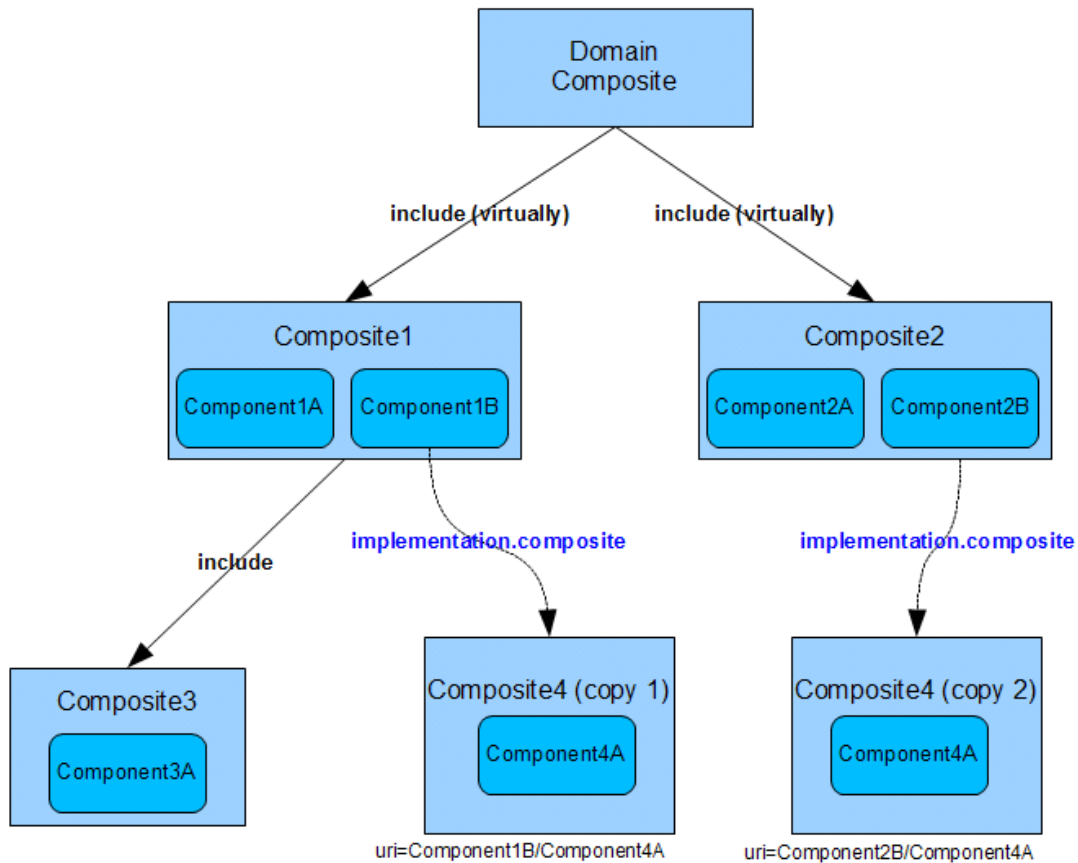 Domain
Composite
include (virtually)
include (virtually)
Composite1
Component1A
Component1B
Composite2
Component2A
Component2B
implementation.composite
implementation.composite
include
Composite3
Component3A
Composite4 (copy 1)
Component4A
uri=Component1B/Component4A
Composite4 (copy 2)
Component4A
uri=Component2B/Component4A